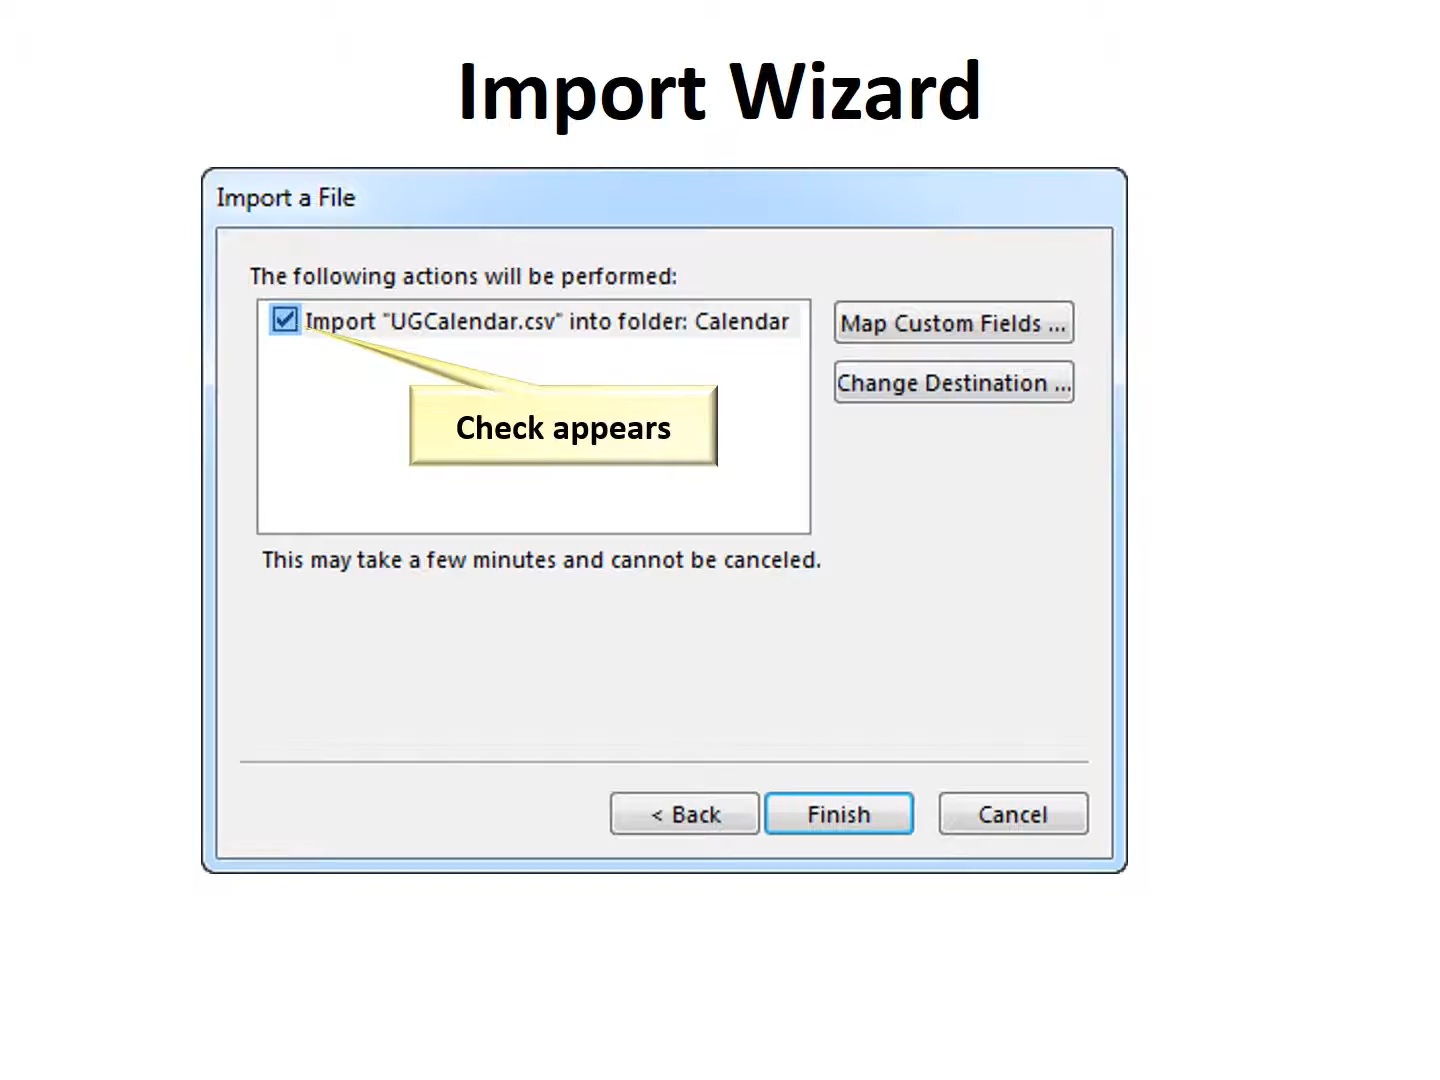 Import Wizard
Import a File
The following actions will be performed:
Import "UGCalendar.csv" into folder: Calendar
Map Custom Fields ...
Change Destination ...
Check appears
This may take a few minutes and cannot be canceled.
< Back
Finish
Cancel